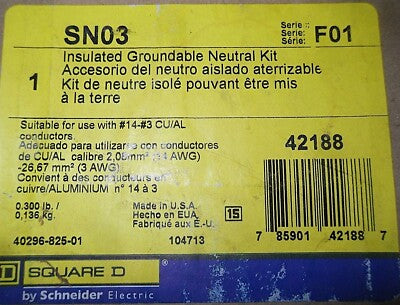 SN03
Serie:
Series:
Série:
F01
1
Insulated Groundable Neutral Kit
Accesorio del neutro aislado aterrizable
Kit de neutre isolé pouvant être mis
à la terre
Suitable for use with #14-#3 CU/AL
conductors.
Adecuado para utilizarse con conductores
de CU/AL calibre 2,08mm² (14 AWG)
-26,67 mm² (3 AWG)
Convient à des conducteurs en
cuivre/ALUMINIUM n° 14 à 3
42188
0.300 lb./
0,136 kg.
Made in U.S.A.
Hecho en EUA
Fabriqué aux É.-U.
15
40296-825-01
104713
7 85901 42188 7
D SQUARE D
by Schneider Electric